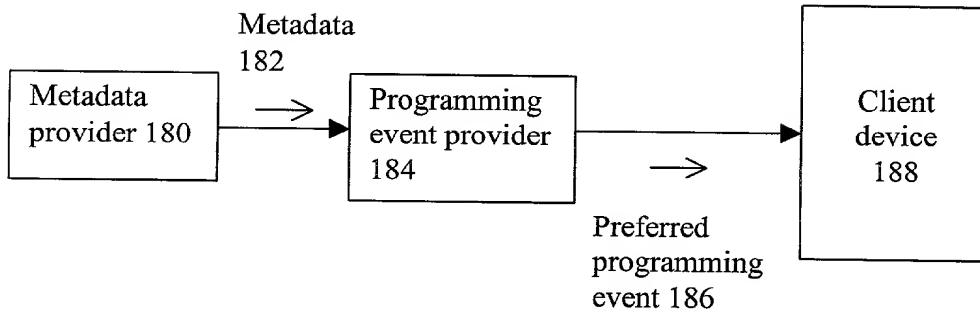 Metadata
182
Metadata
provider 180
Programming
event provider
184
Client
device
188
Preferred
programming
event 186